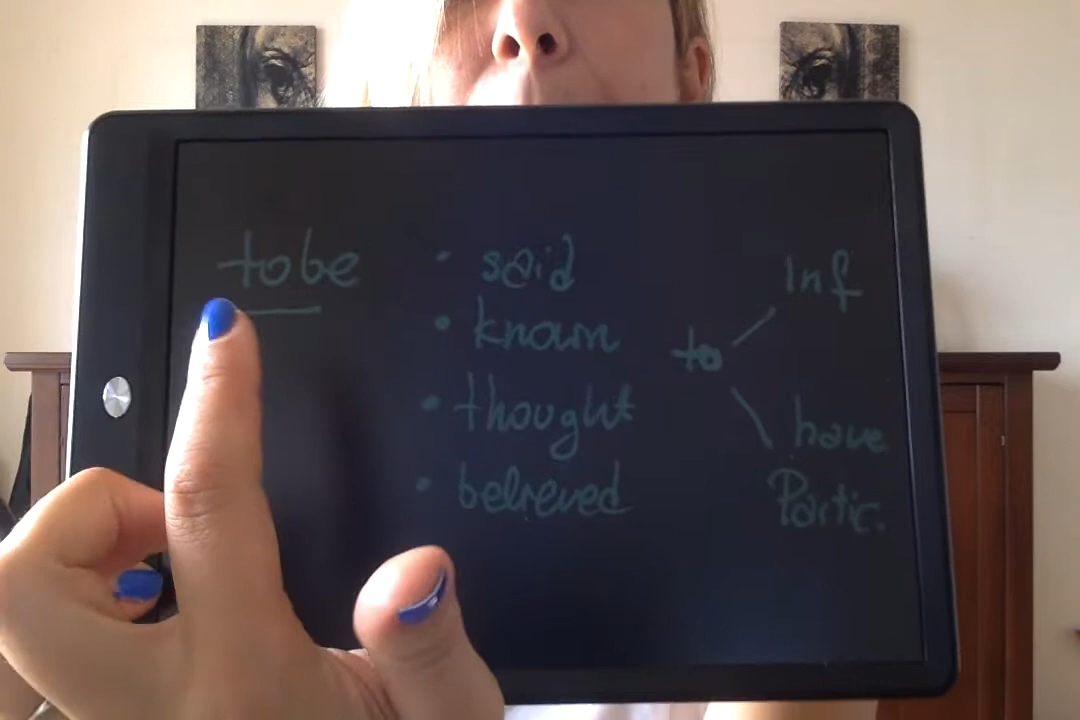 to be
said
known
thought
believed
to
Inf
have
Partic.